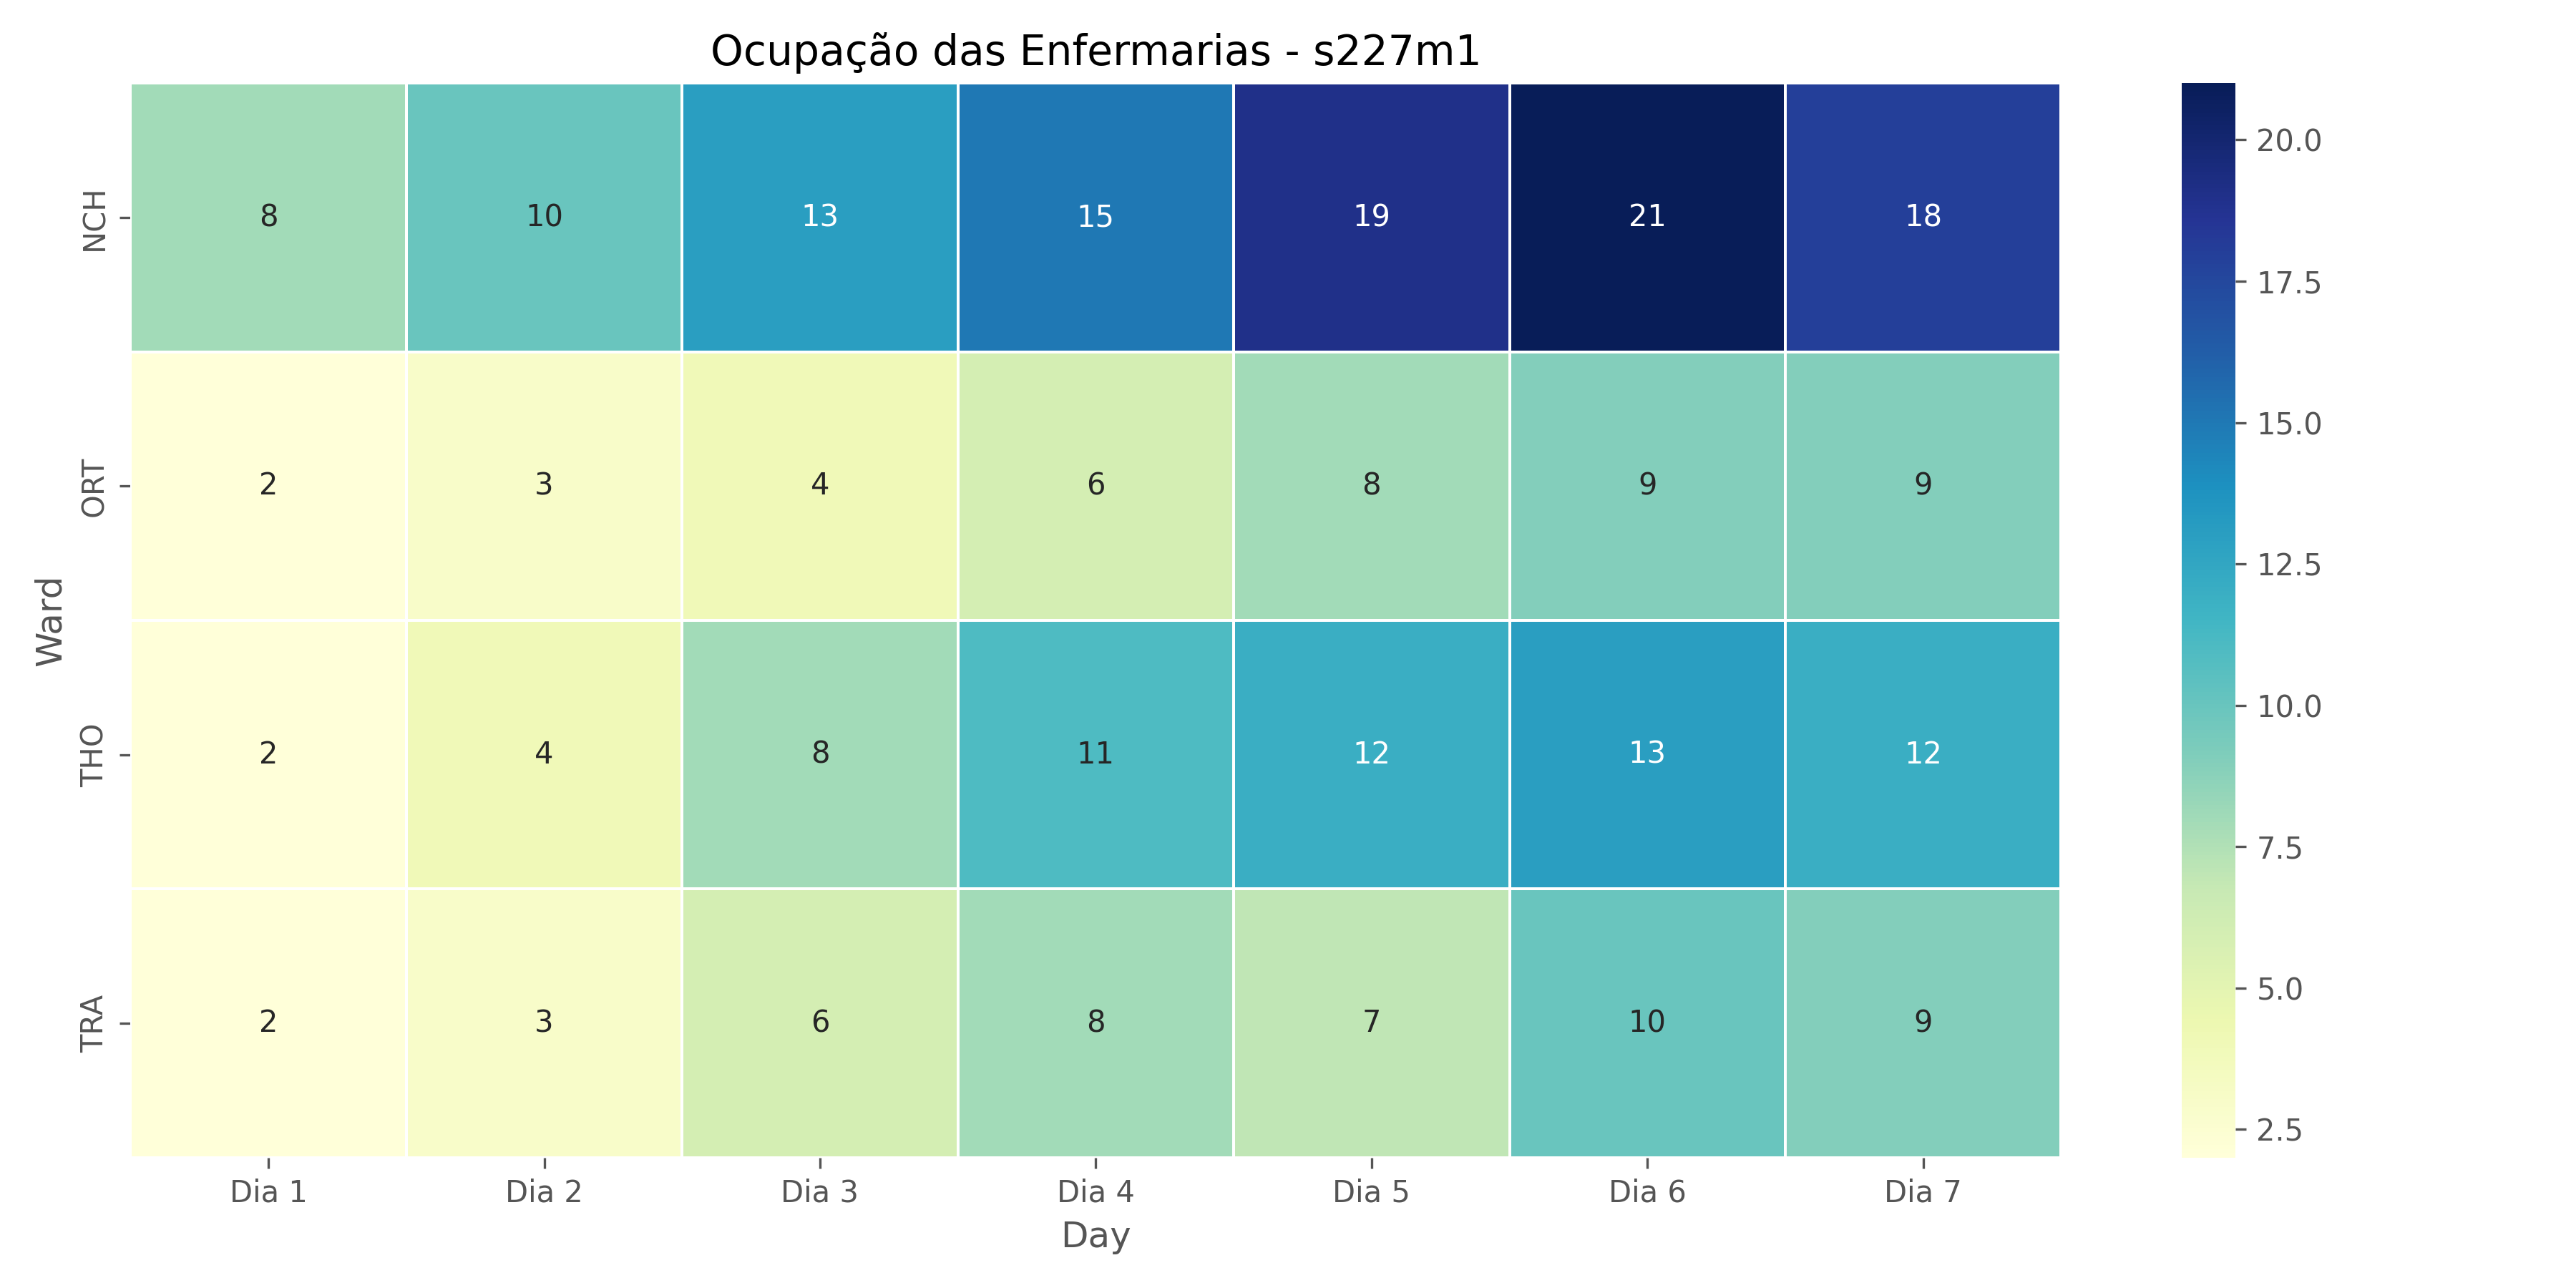 Ocupação das Enfermarias - s227m1
Ward
NCH 8 10 13 15 19 21 18
ORT 2 3 4 6 8 9 9
THO 2 4 8 11 12 13 12
TRA 2 3 6 8 7 10 9
Dia 1 Dia 2 Dia 3 Dia 4 Dia 5 Dia 6 Dia 7
Day
20.0
17.5
15.0
12.5
10.0
7.5
5.0
2.5